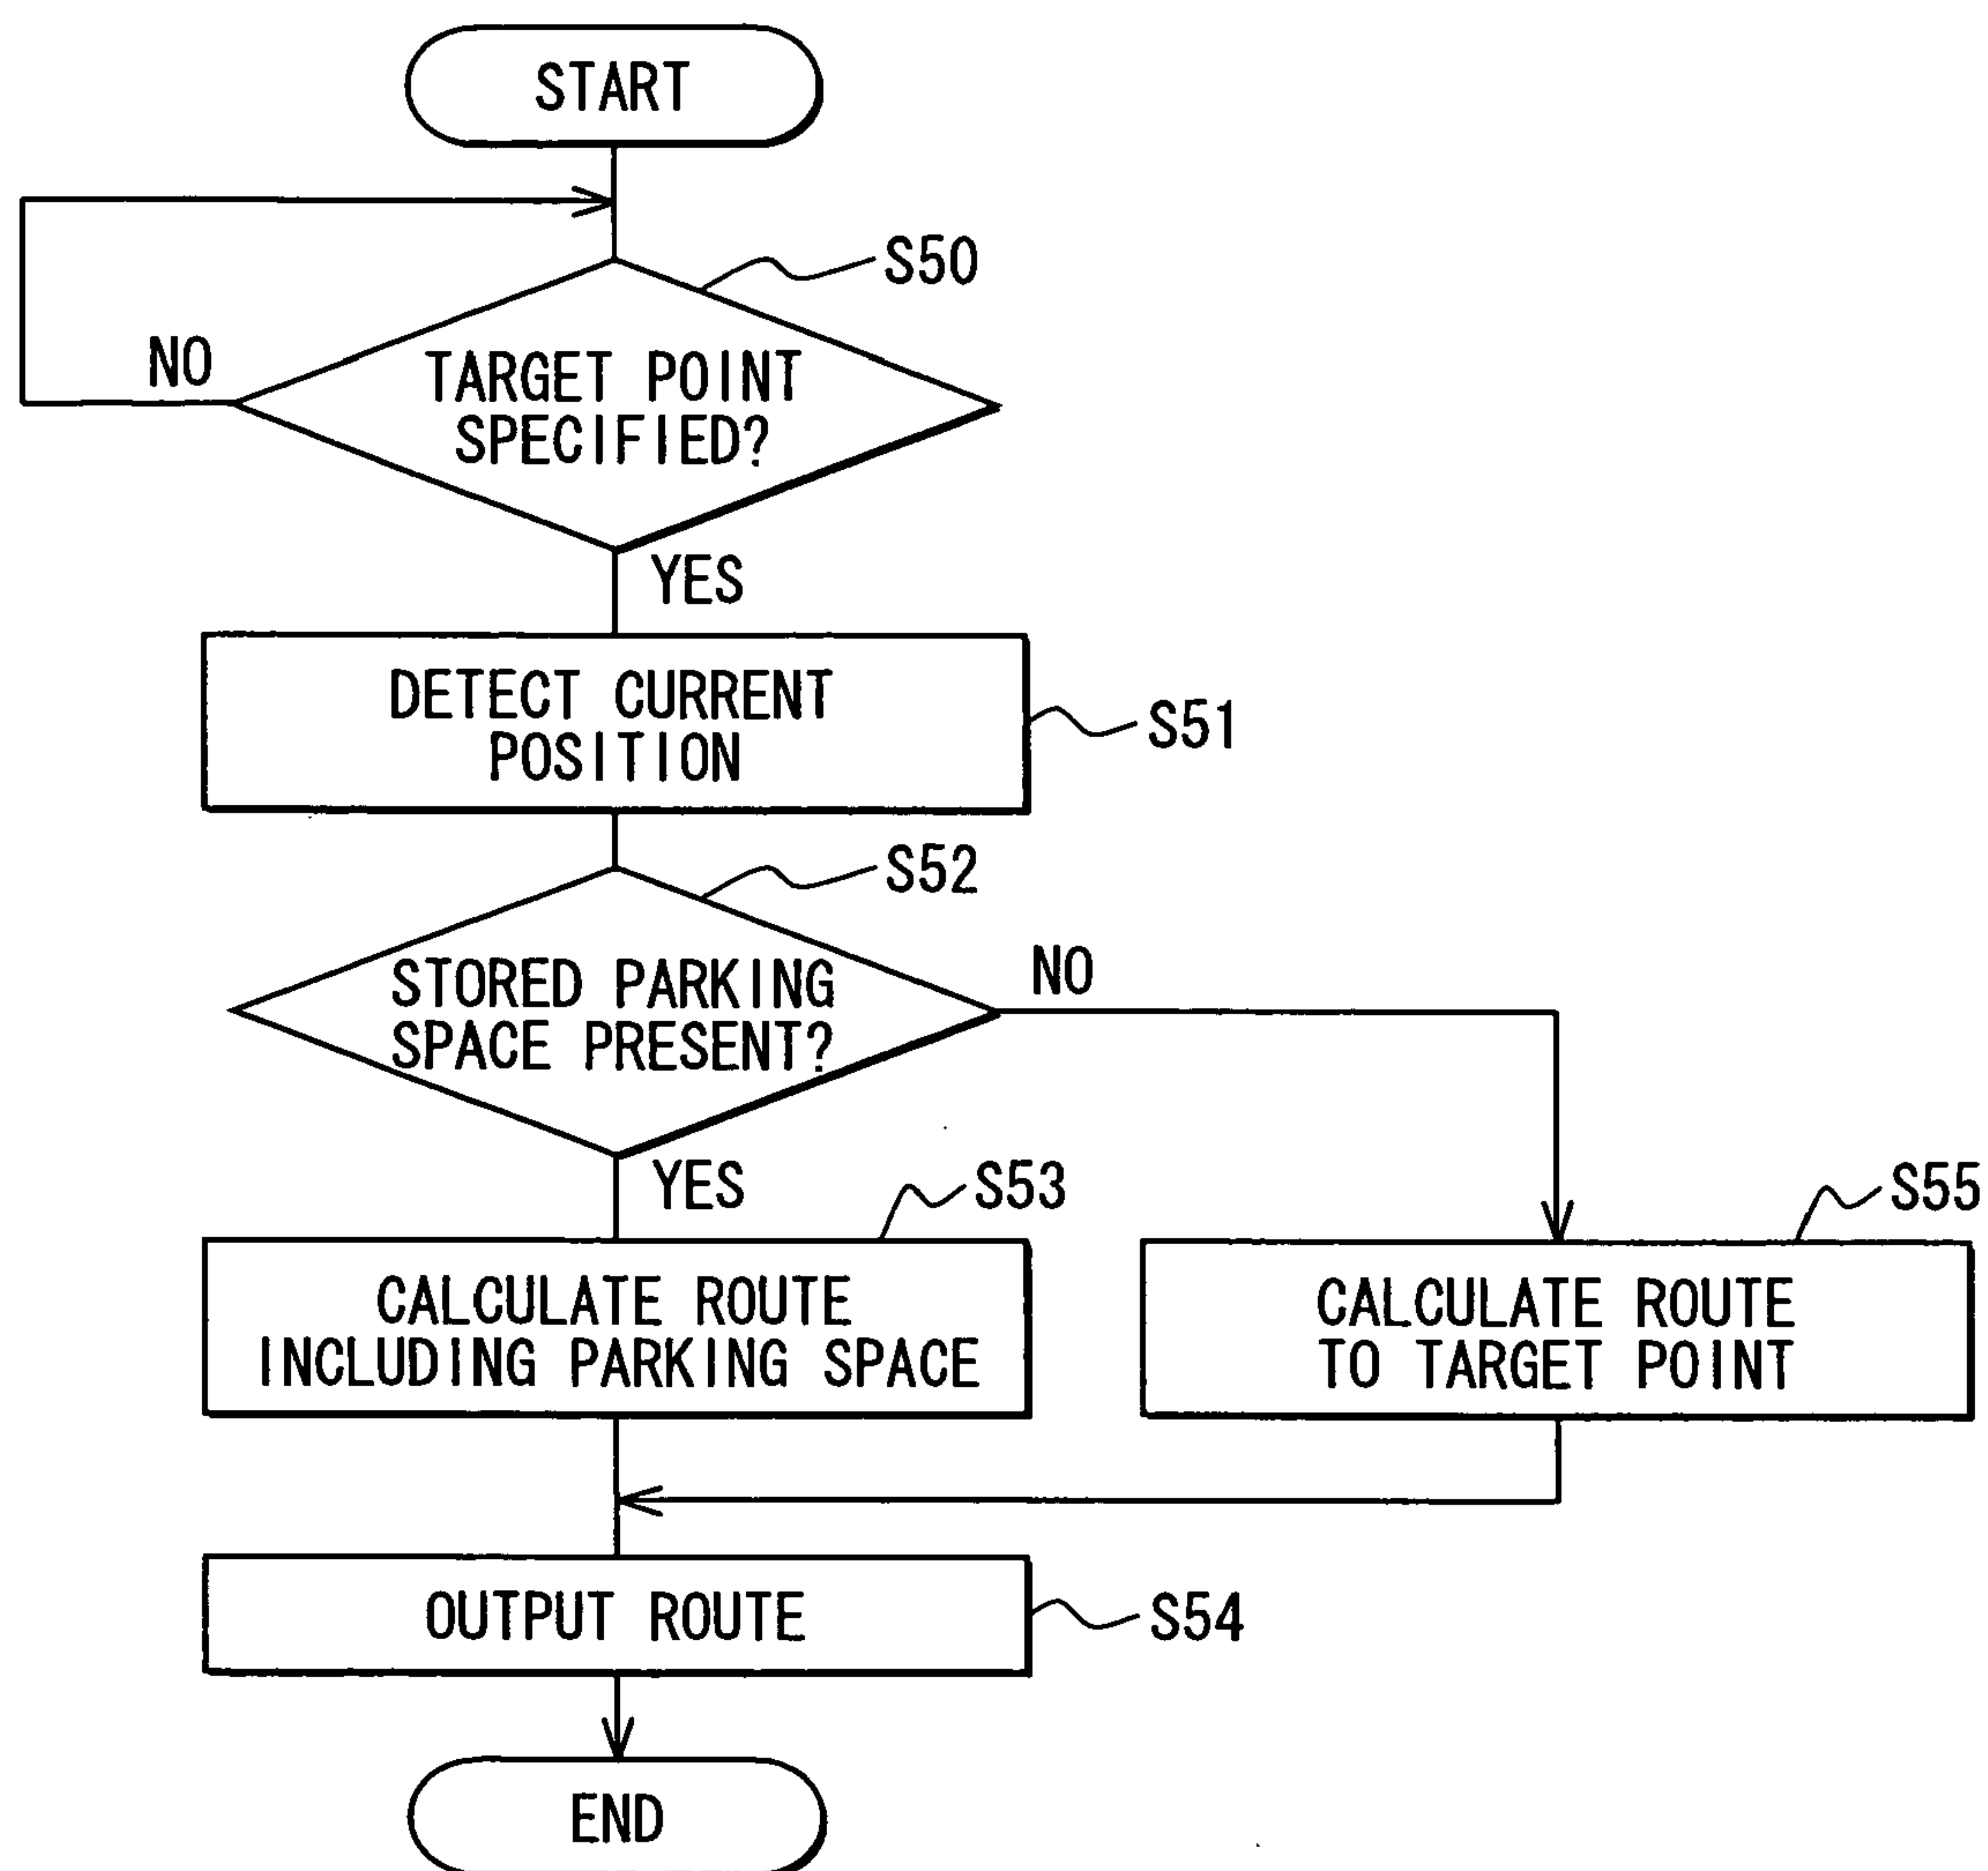 START
S50
NO
TARGET POINT
SPECIFIED?
YES
DETECT CURRENT
POSITION
S51
S52
STORED PARKING
SPACE PRESENT?
NO
YES
S53
S55
CALCULATE ROUTE
INCLUDING PARKING SPACE
CALCULATE ROUTE
TO TARGET POINT
OUTPUT ROUTE
S54
END